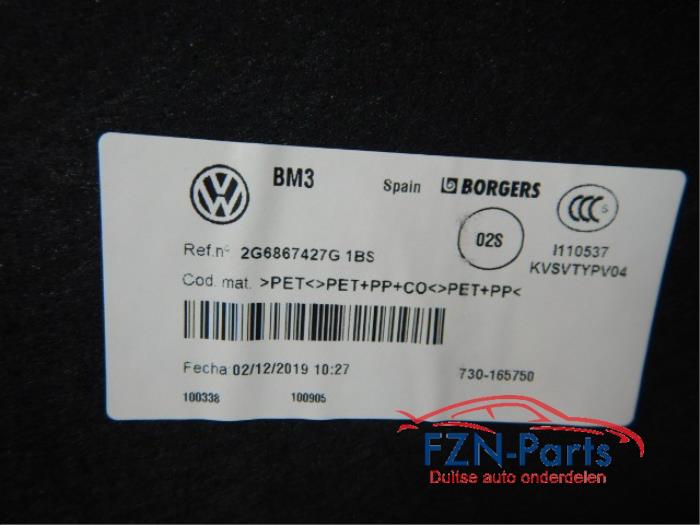 BM3
Spain BORGERS
02S
CCC S
I110537
KVSVTYPV04
Ref.nº 2G6867427G 1BS
Cod. mat. >PET<>PET+PP+CO<>PET+PP<
Fecha 02/12/2019 10:27
730-165750
100338 100905
FZN-Parts
Duitse auto onderdelen